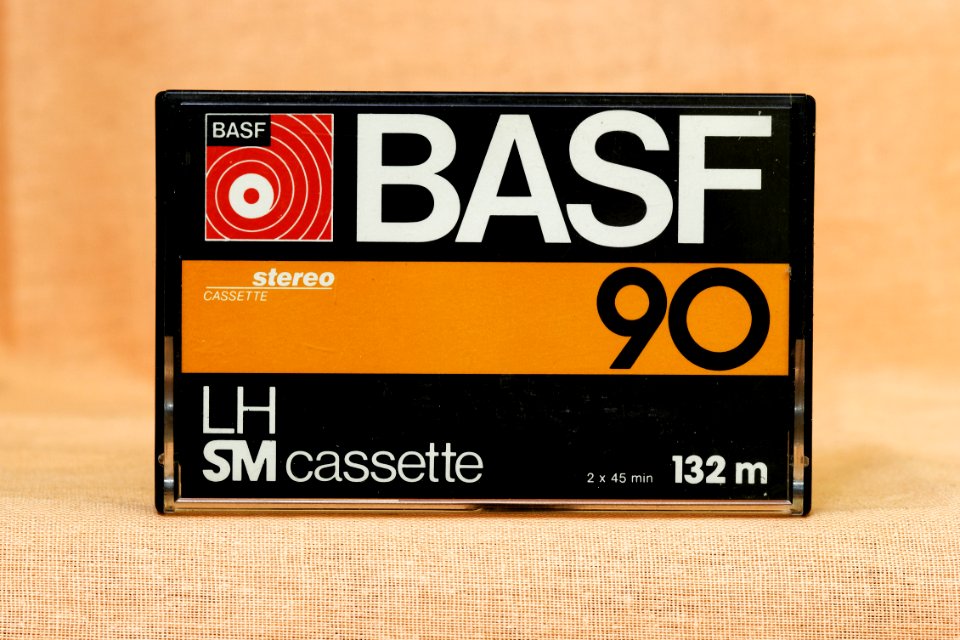 BASF
BASF
stereo
CASSETTE
90
LH
SM cassette
2 x 45 min 132 m